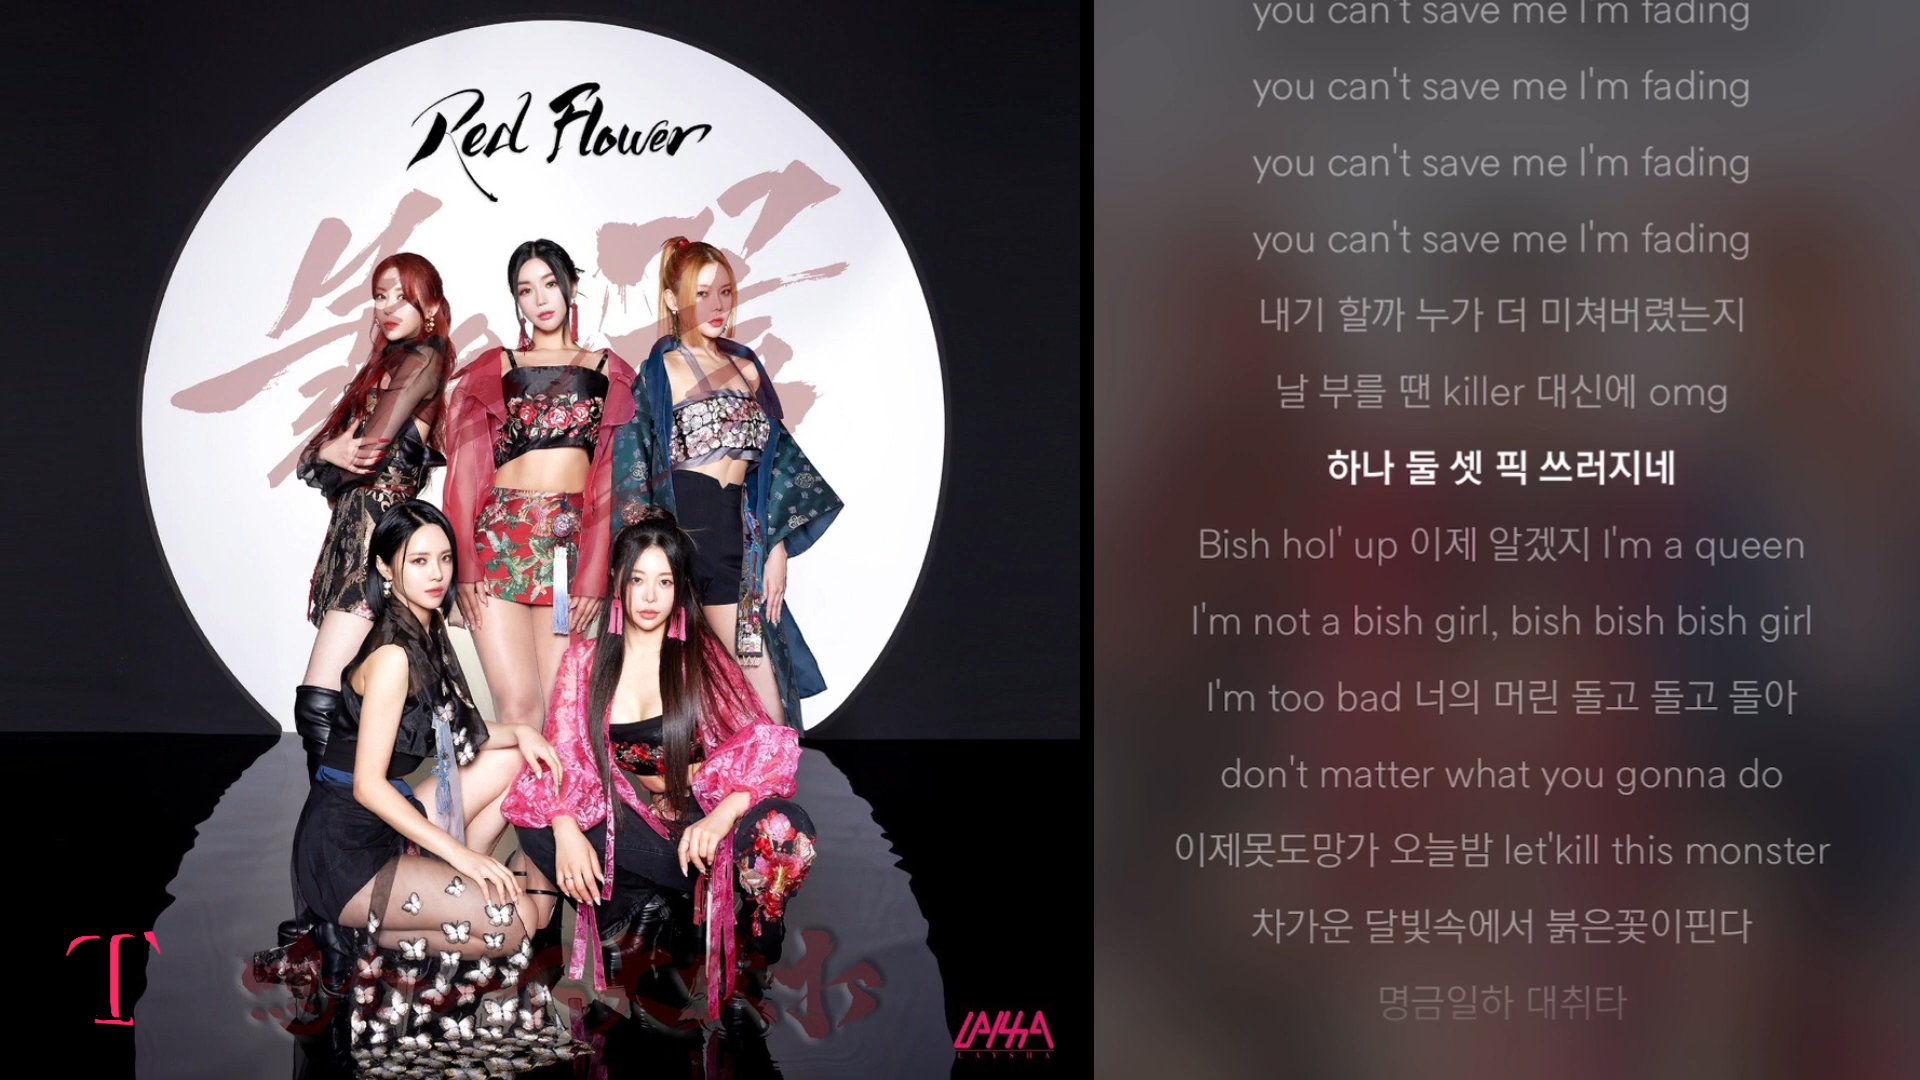 Red Flower
붉은꽃
T
LAYSHA
LAYSHA
you can't save me I'm fading
you can't save me I'm fading
you can't save me I'm fading
you can't save me I'm fading
내기 할까 누가 더 미쳐버렸는지
날 부를 땐 killer 대신에 omg
하나 둘 셋 픽 쓰러지네
Bish hol' up 이제 알겠지 I'm a queen
I'm not a bish girl, bish bish bish girl
I'm too bad 너의 머린 돌고 돌고 돌아
don't matter what you gonna do
이제못도망가 오늘밤 let'kill this monster
차가운 달빛속에서 붉은꽃이핀다
명금일하 대취타